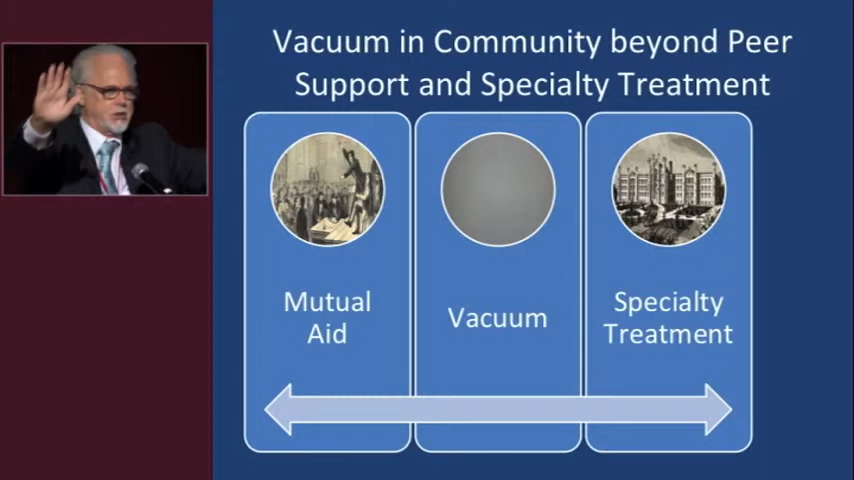 Vacuum in Community beyond Peer
Support and Specialty Treatment
Mutual
Aid
Vacuum
Specialty
Treatment